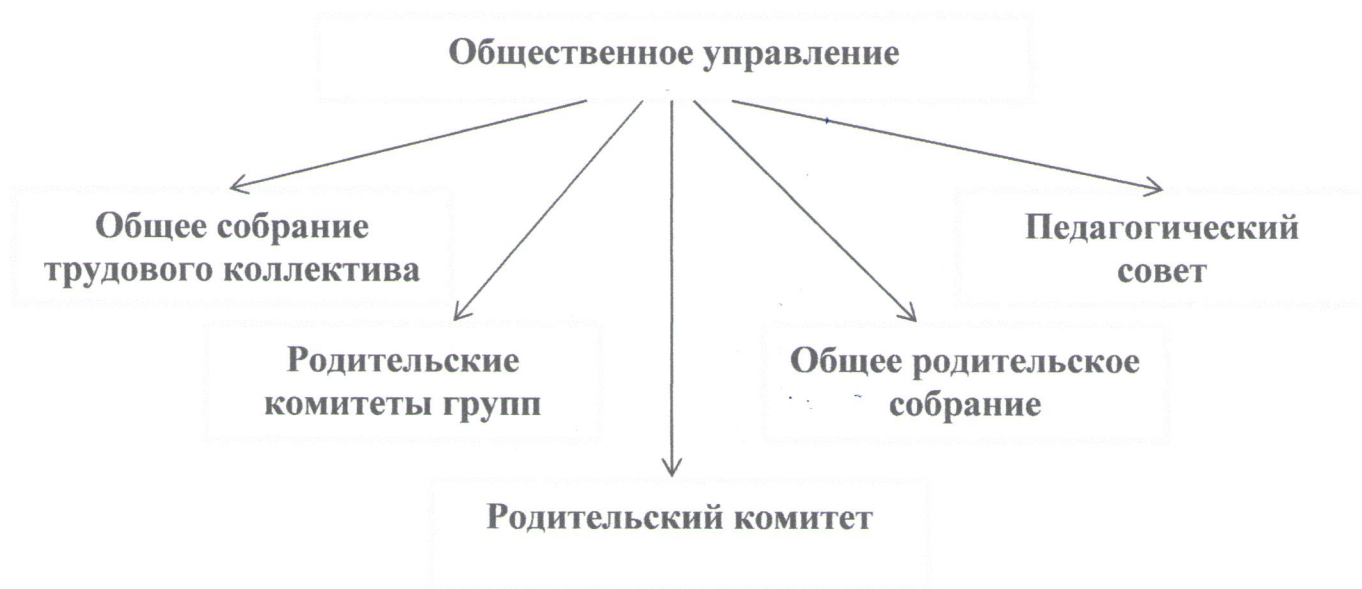 Общественное управление
Общее собрание
трудового коллектива
Педагогический
совет
Родительские
комитеты групп
Общее родительское
собрание
Родительский комитет